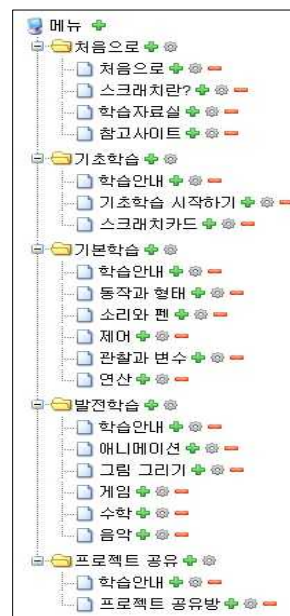 메뉴
처음으로
처음으로
스크래치란?
학습자료실
참고사이트
기초학습
학습안내
기초학습 시작하기
스크래치카드
기본학습
학습안내
동작과 형태
소리와 펜
제어
관찰과 변수
연산
발전학습
학습안내
애니메이션
그림 그리기
게임
수학
음악
프로젝트 공유
학습안내
프로젝트 공유방